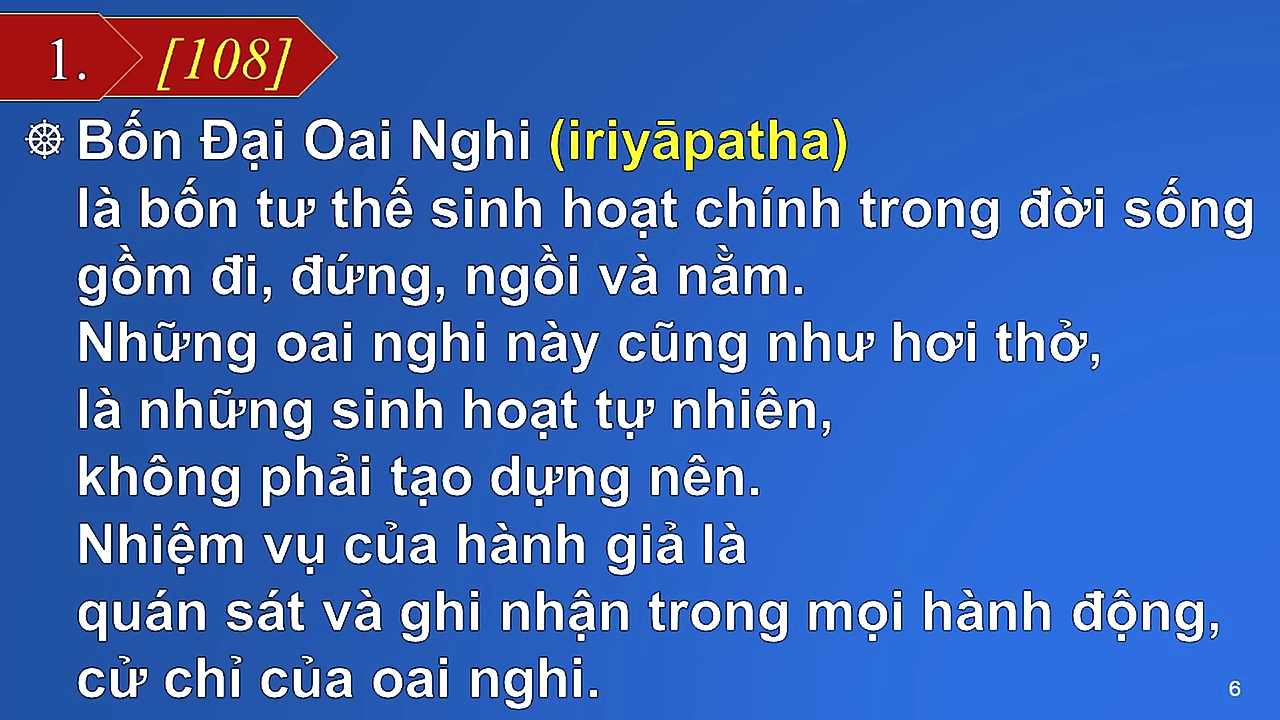 1. [108]
Bốn Đại Oai Nghi (iriyāpatha)
là bốn tư thế sinh hoạt chính trong đời sống
gồm đi, đứng, ngồi và nằm.
Những oai nghi này cũng như hơi thở,
là những sinh hoạt tự nhiên,
không phải tạo dựng nên.
Nhiệm vụ của hành giả là
quán sát và ghi nhận trong mọi hành động,
cử chỉ của oai nghi.
6